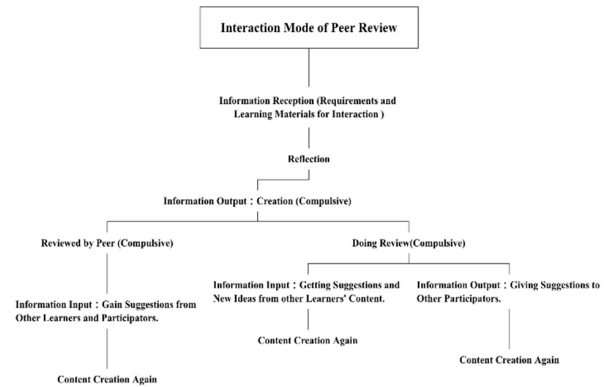 Interaction Mode of Peer Review
Information Reception (Requirements and
Learning Materials for Interaction )
Reflection
Information Output：Creation (Compulsive)
Reviewed by Peer (Compulsive)
Doing Review(Compulsive)
Information Input：Gain Suggestions from
Other Learners and Participators.
Information Input：Getting Suggestions and
New Ideas from other Learners' Content.
Information Output：Giving Suggestions to
Other Participators.
Content Creation Again
Content Creation Again
Content Creation Again